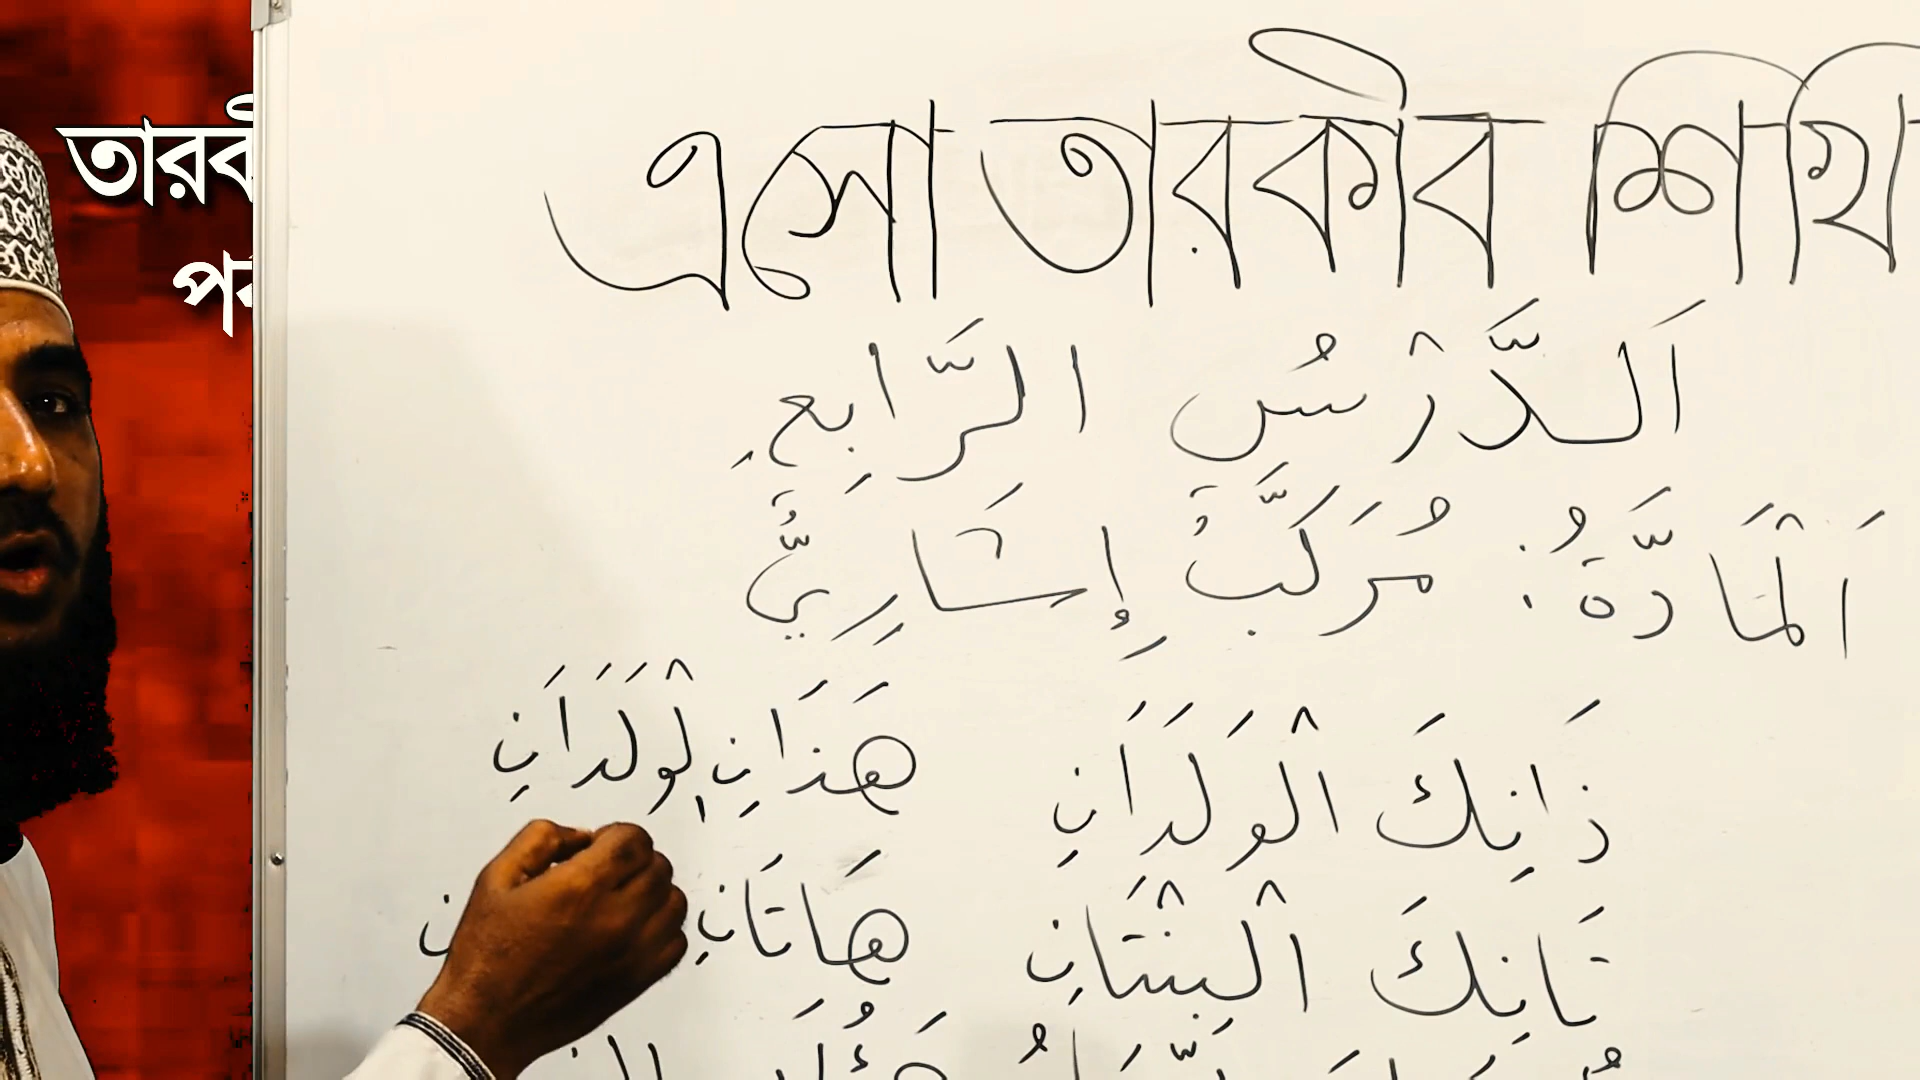 এসো তারকীব শিখি
اَلدَّرْسُ الرَّابِعِ
اَلْمَادَّةُ: مُرَكَّبٌ إِشَارِيٌّ
ذَانِكَ الْوَلَدَانِ هَذَانِ الْوَلَدَانِ
تَانِكَ الْبِنْتَانِ هَاتَانِ